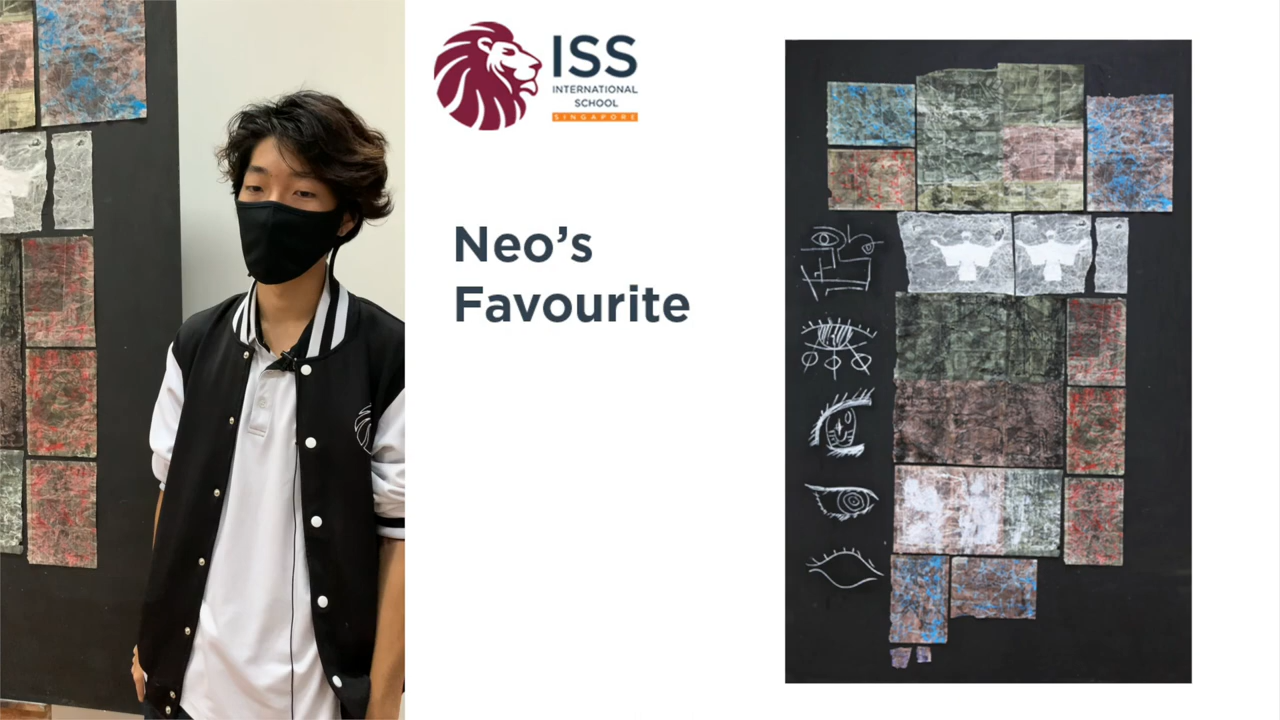 ISS
INTERNATIONAL
SCHOOL
SINGAPORE
Neo's
Favourite